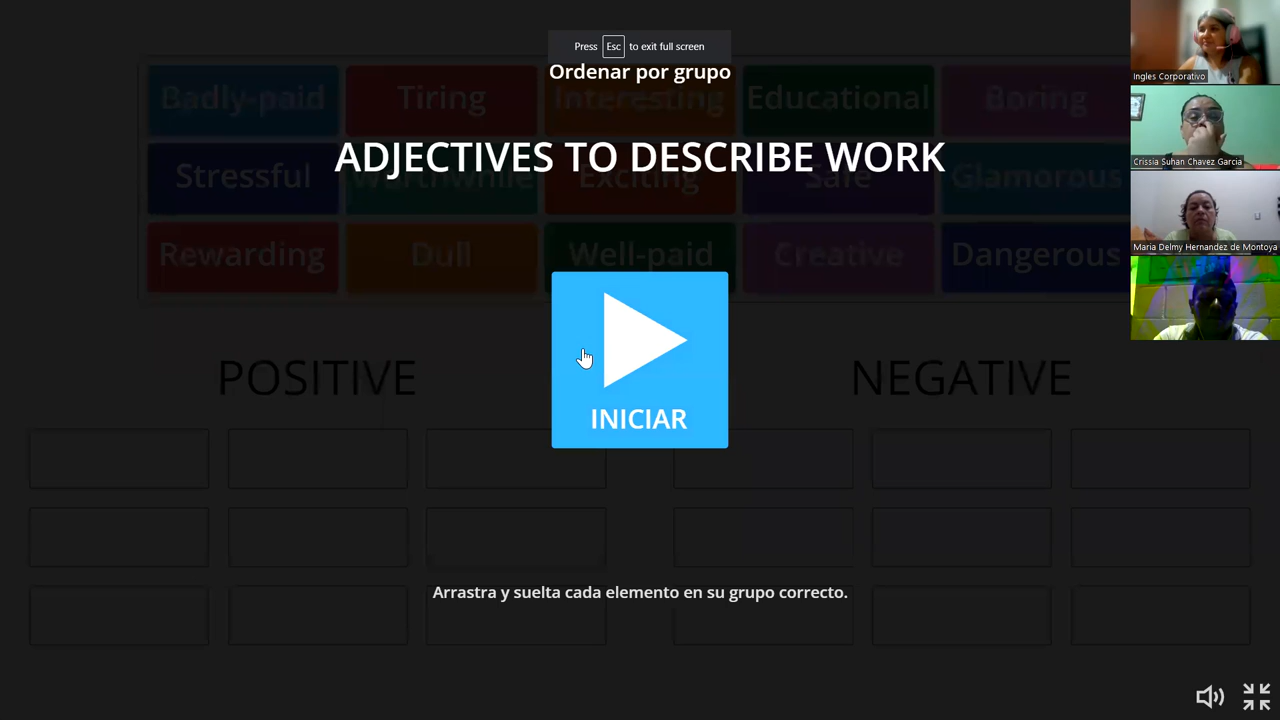 Press Esc to exit full screen
Ordenar por grupo
Badly-paid Tiring Interesting Educational Boring
ADJECTIVES TO DESCRIBE WORK
Stressful Worthwhile Exciting Safe Glamorous
Rewarding Dull Well-paid Creative Dangerous
POSITIVE NEGATIVE
INICIAR
Arrastra y suelta cada elemento en su grupo correcto.
Ingles Corporativo
Crissia Suhan Chavez Garcia
Maria Delmy Hernandez de Montoya